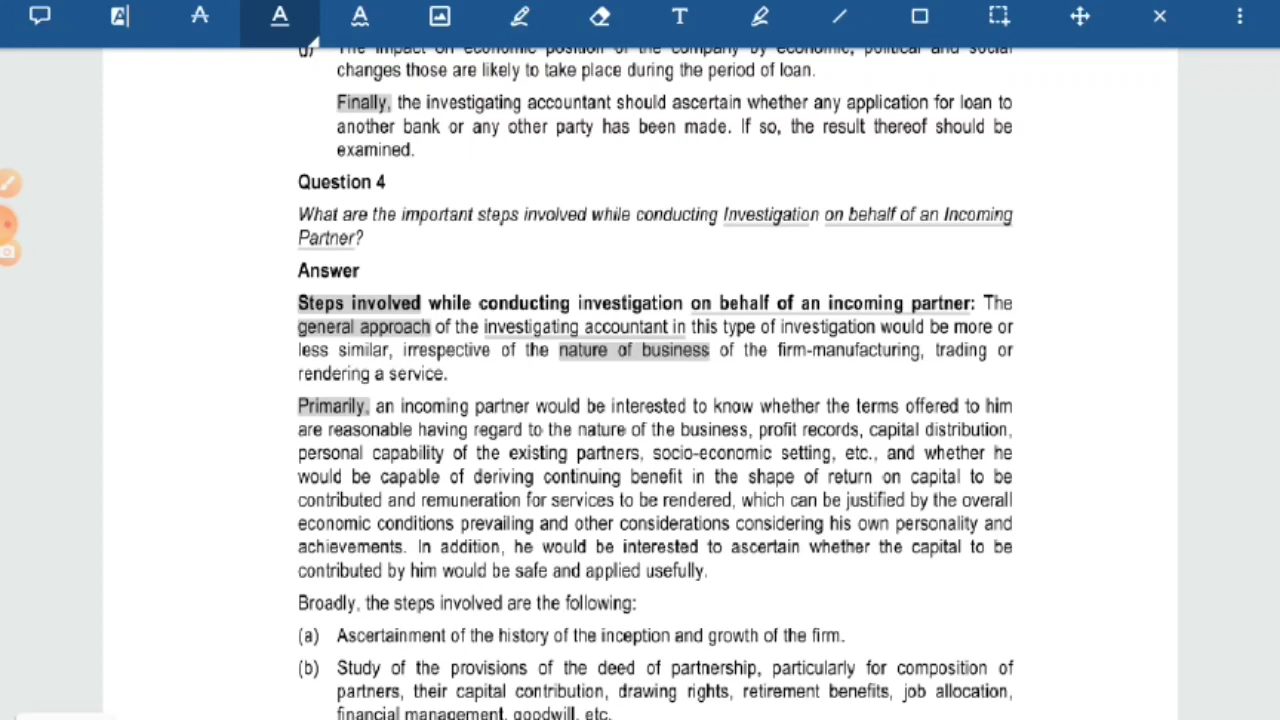 (j) The impact on economic position of the company by economic, political and social
changes those are likely to take place during the period of loan.
Finally, the investigating accountant should ascertain whether any application for loan to
another bank or any other party has been made. If so, the result thereof should be
examined.
Question 4
What are the important steps involved while conducting Investigation on behalf of an Incoming
Partner?
Answer
Steps involved while conducting investigation on behalf of an incoming partner: The
general approach of the investigating accountant in this type of investigation would be more or
less similar, irrespective of the nature of business of the firm-manufacturing, trading or
rendering a service.
Primarily, an incoming partner would be interested to know whether the terms offered to him
are reasonable having regard to the nature of the business, profit records, capital distribution,
personal capability of the existing partners, socio-economic setting, etc., and whether he
would be capable of deriving continuing benefit in the shape of return on capital to be
contributed and remuneration for services to be rendered, which can be justified by the overall
economic conditions prevailing and other considerations considering his own personality and
achievements. In addition, he would be interested to ascertain whether the capital to be
contributed by him would be safe and applied usefully.
Broadly, the steps involved are the following:
(a) Ascertainment of the history of the inception and growth of the firm.
(b) Study of the provisions of the deed of partnership, particularly for composition of
partners, their capital contribution, drawing rights, retirement benefits, job allocation,
financial management, goodwill, etc.